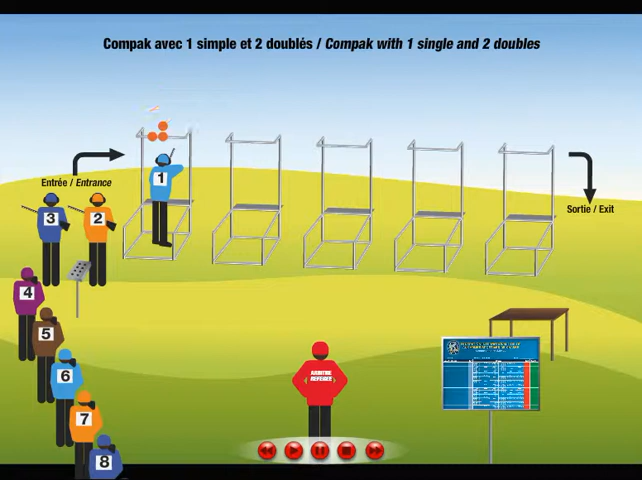 Compak avec 1 simple et 2 doublés / Compak with 1 single and 2 doubles
Entrée / Entrance
Sortie / Exit
1
3
2
4
5
6
7
8
ARBITRE
REFEREE